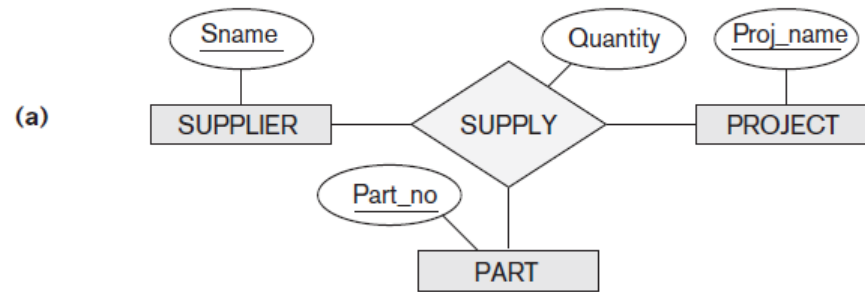 Sname
Quantity
Proj_name
(a)
SUPPLIER
SUPPLY
PROJECT
Part_no
PART